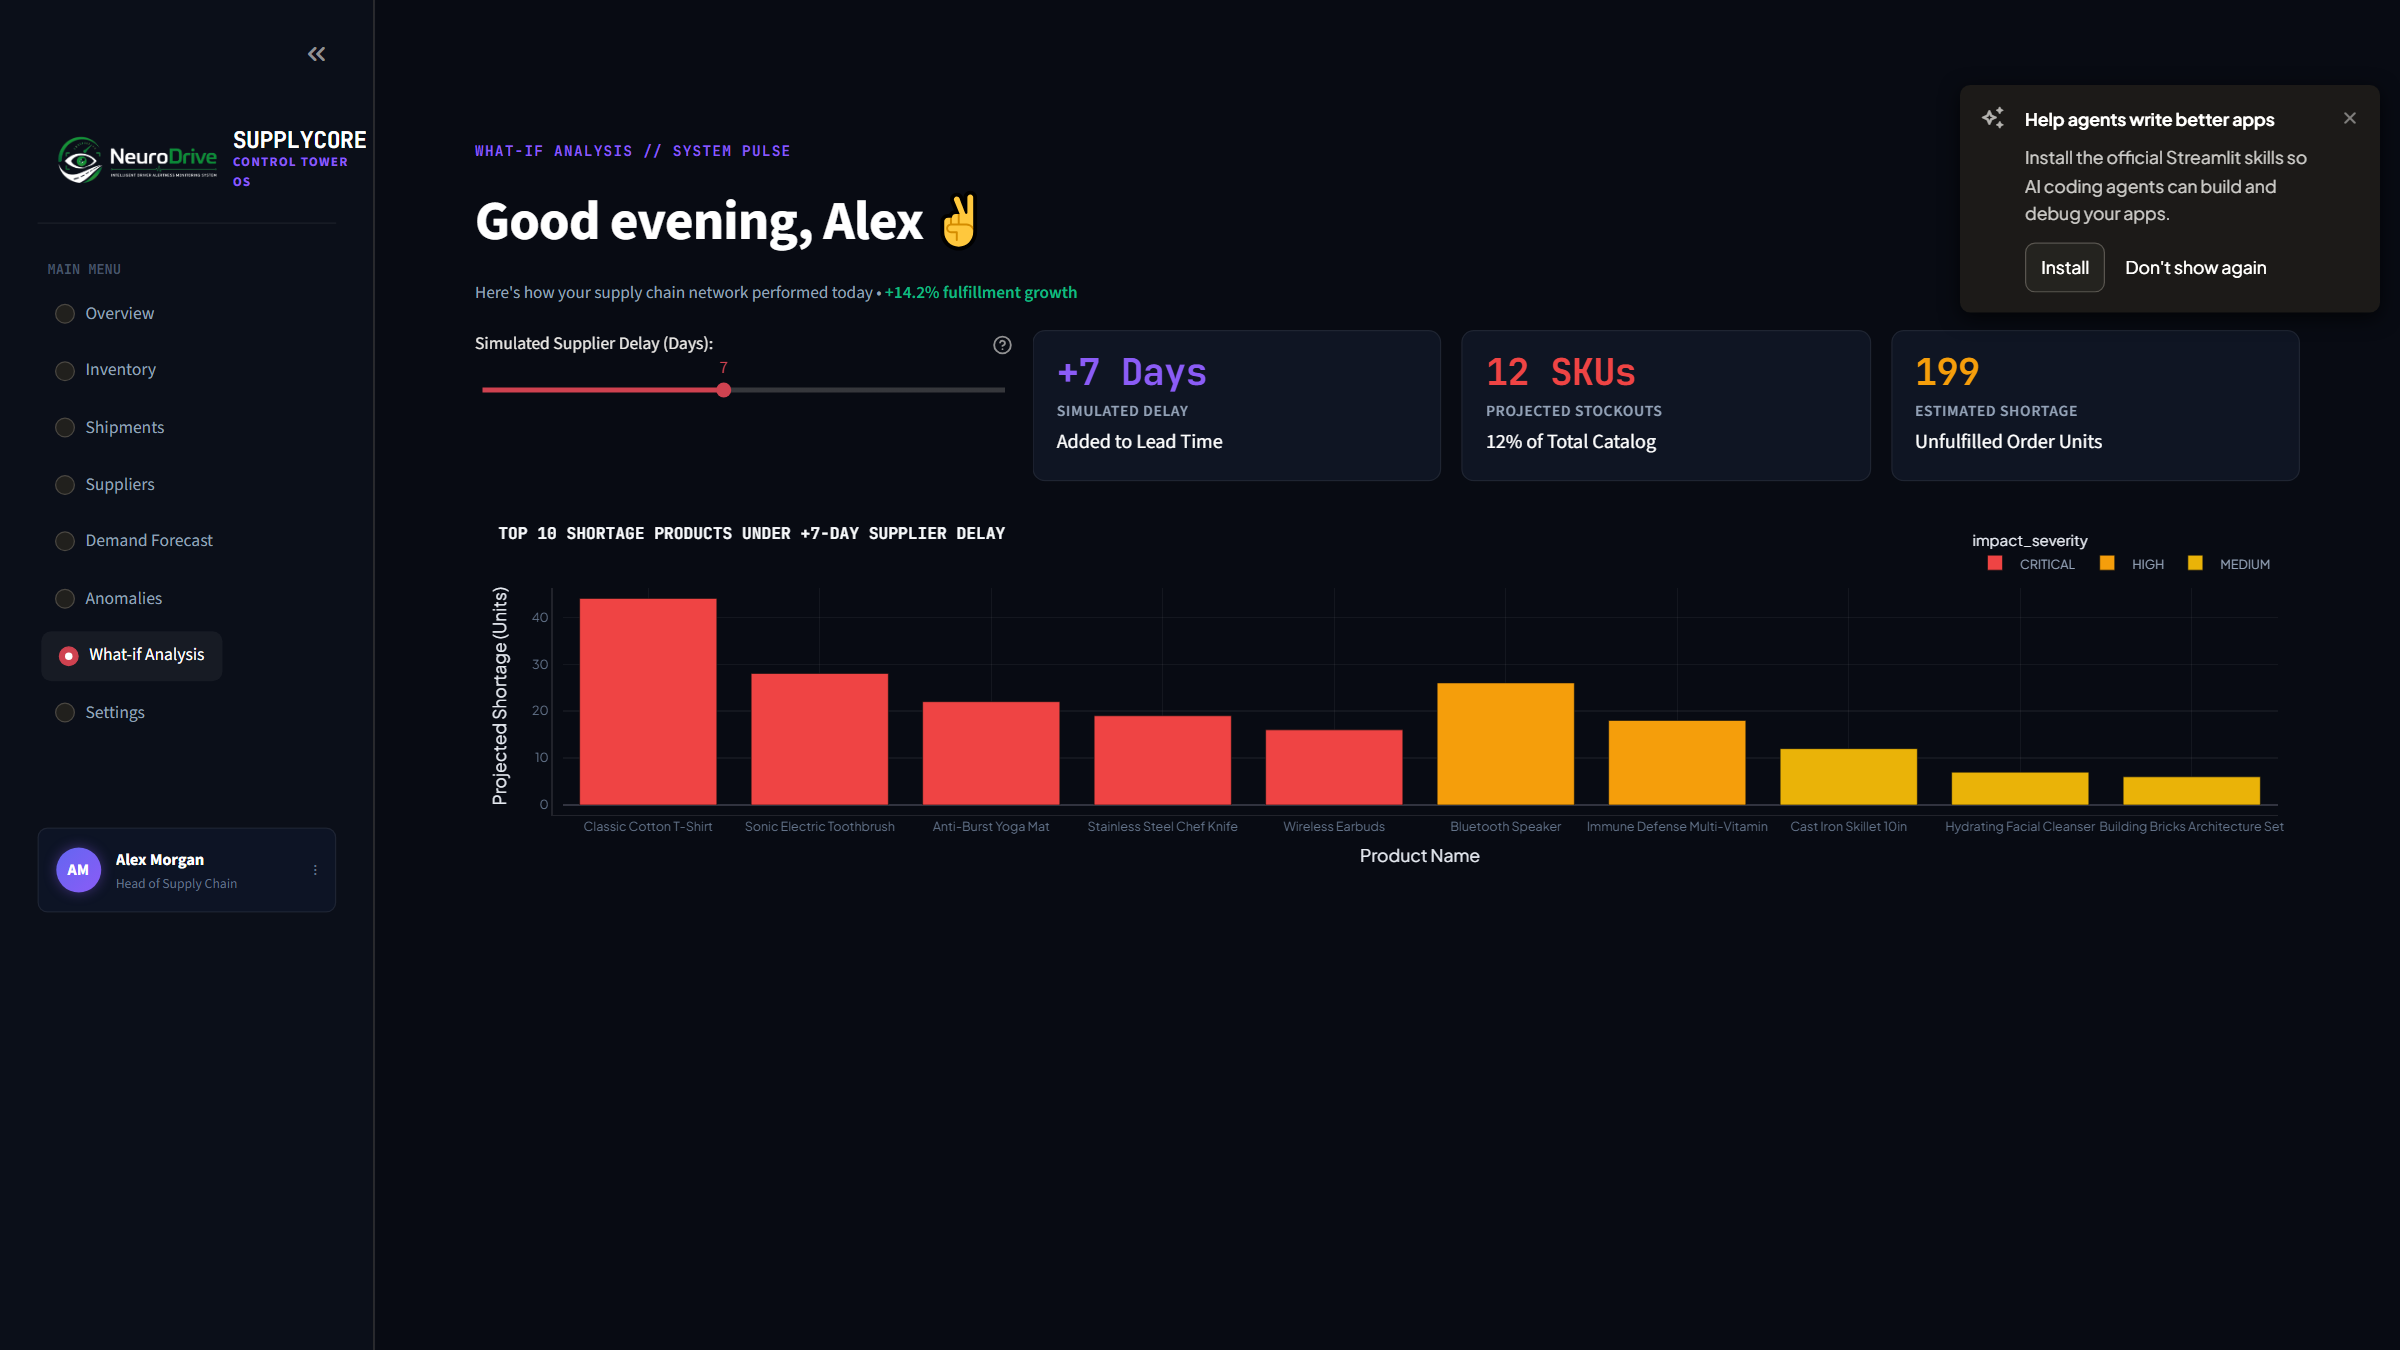 NeuroDrive
INTELLIGENT DRIVER ALERTNESS MONITORING SYSTEM
SUPPLYCORE
CONTROL TOWER
OS
MAIN MENU
Overview
Inventory
Shipments
Suppliers
Demand Forecast
Anomalies
What-if Analysis
Settings
AM
Alex Morgan
Head of Supply Chain
WHAT-IF ANALYSIS // SYSTEM PULSE
Good evening, Alex ✌️
Here's how your supply chain network performed today • +14.2% fulfillment growth
Simulated Supplier Delay (Days):
7
+7 Days
SIMULATED DELAY
Added to Lead Time
12 SKUs
PROJECTED STOCKOUTS
12% of Total Catalog
199
ESTIMATED SHORTAGE
Unfulfilled Order Units
Help agents write better apps
Install the official Streamlit skills so
AI coding agents can build and
debug your apps.
Install
Don't show again
TOP 10 SHORTAGE PRODUCTS UNDER +7-DAY SUPPLIER DELAY
impact_severity
CRITICAL
HIGH
MEDIUM
Projected Shortage (Units)
40
30
20
10
0
Classic Cotton T-Shirt
Sonic Electric Toothbrush
Anti-Burst Yoga Mat
Stainless Steel Chef Knife
Wireless Earbuds
Bluetooth Speaker
Immune Defense Multi-Vitamin
Cast Iron Skillet 10in
Hydrating Facial Cleanser
Building Bricks Architecture Set
Product Name